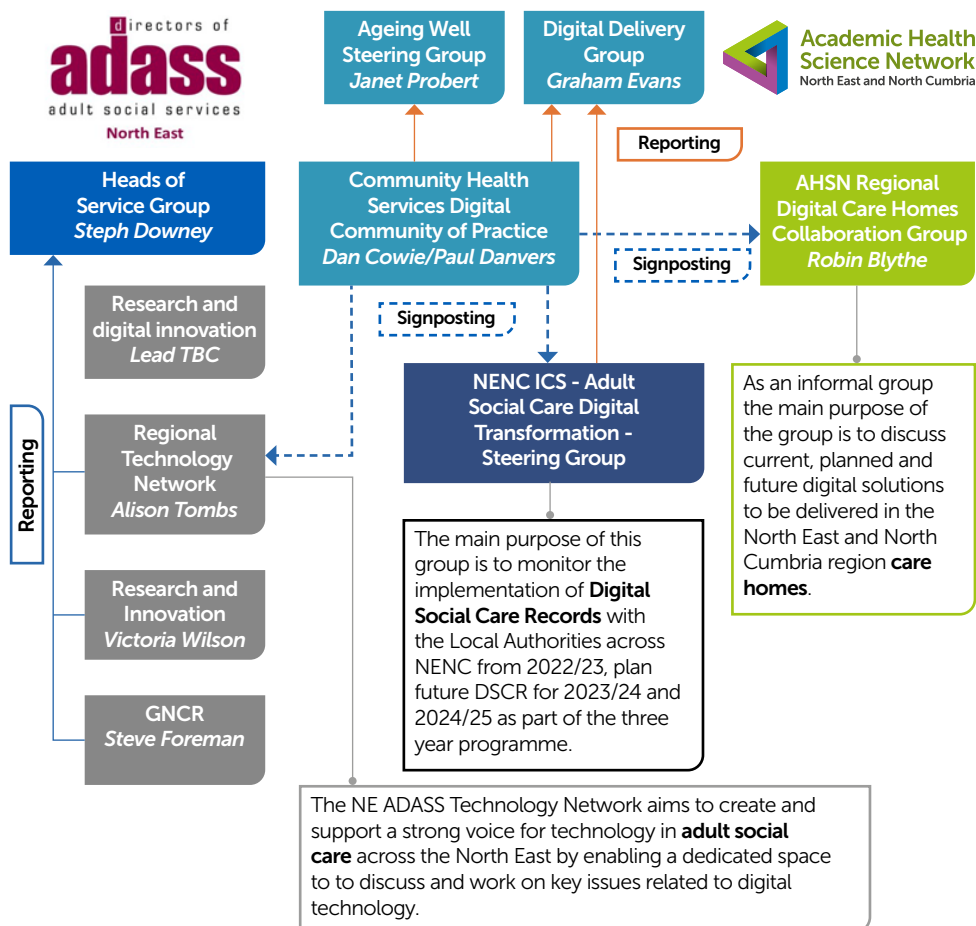 directors of
adass
adult social services
North East
Ageing Well
Steering Group
Janet Probert
Digital Delivery
Group
Graham Evans
Academic Health
Science Network
North East and North Cumbria
Reporting
Heads of
Service Group
Steph Downey
Community Health
Services Digital
Community of Practice
Dan Cowie/Paul Danvers
AHSN Regional
Digital Care Homes
Collaboration Group
Robin Blythe
Signposting
Signposting
Research and
digital innovation
Lead TBC
NENC ICS - Adult
Social Care Digital
Transformation -
Steering Group
As an informal group
the main purpose of
the group is to discuss
current, planned and
future digital solutions
to be delivered in the
North East and North
Cumbria region care
homes.
Reporting
Regional
Technology
Network
Alison Tombs
The main purpose of this
group is to monitor the
implementation of Digital
Social Care Records with
the Local Authorities across
NENC from 2022/23, plan
future DSCR for 2023/24 and
2024/25 as part of the three
year programme.
Research and
Innovation
Victoria Wilson
GNCR
Steve Foreman
The NE ADASS Technology Network aims to create and
support a strong voice for technology in adult social
care across the North East by enabling a dedicated space
to to discuss and work on key issues related to digital
technology.